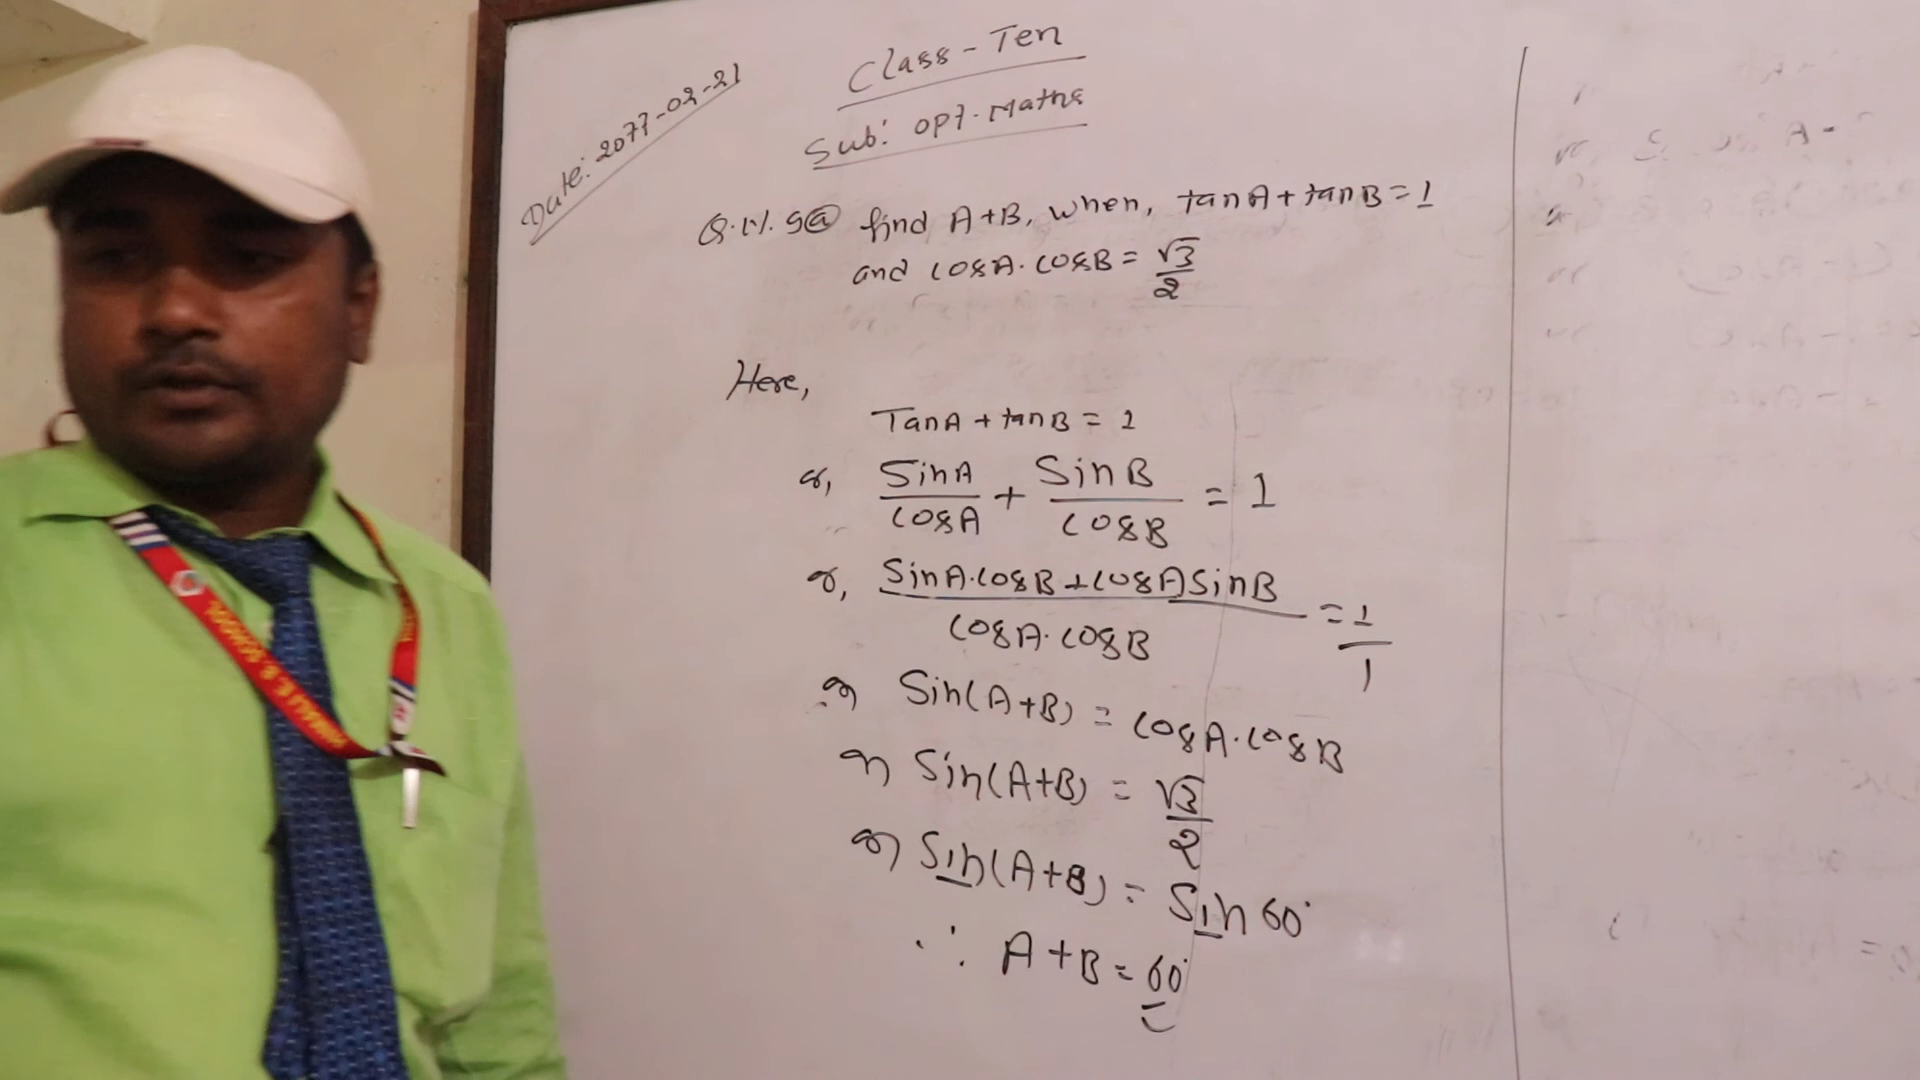 Date: 2077-02-21
Class-Ten
Sub: opt. Maths
Q.N. 9@ find A+B, when, tanA + tanB = 1
and cosA. cosB = √3/2
Here,
TanA + tanB = 1
or, SinA/cosA + SinB/cosB = 1
or, SinA.cosB + cosASinB/cosA.cosB = 1/1
or Sin(A+B) = cosA.cosB
or Sin(A+B) = √3/2
or Sin(A+B) = Sin 60°
∴ A+B = 60°